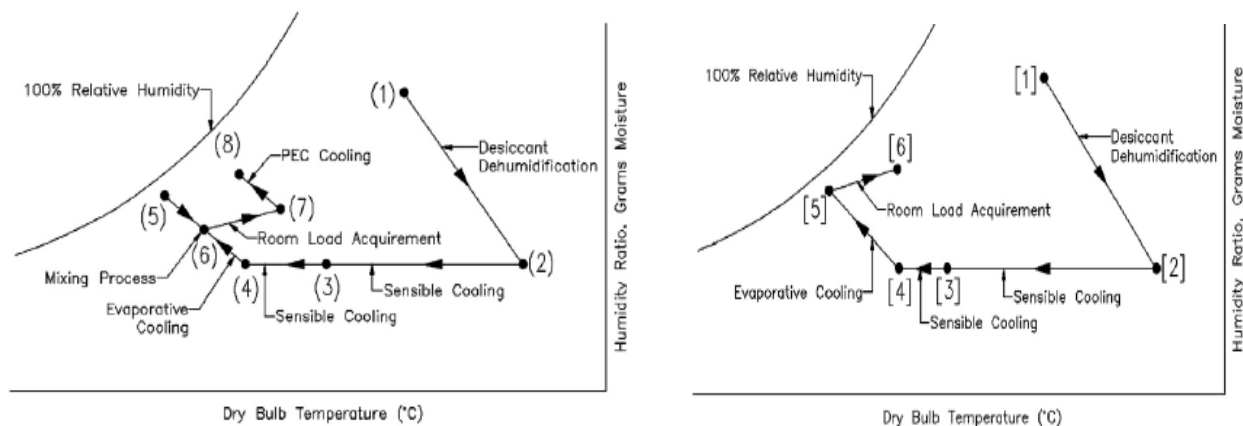 100% Relative Humidity
(1)
Desiccant
Dehumidification
(8)
PEC Cooling
(5)
(7)
Room Load Acquirement
(6)
Mixing Process
(4)
(3)
(2)
Sensible Cooling
Evaporative
Cooling
Sensible Cooling
Dry Bulb Temperature (°C)
Humidity Ratio, Grams Moisture
100% Relative Humidity
[1]
Desiccant
Dehumidification
[6]
[5]
Room Load Acquirement
[2]
Evaporative Cooling
[4]
[3]
Sensible Cooling
Sensible Cooling
Dry Bulb Temperature (°C)
Humidity Ratio, Grams Moisture